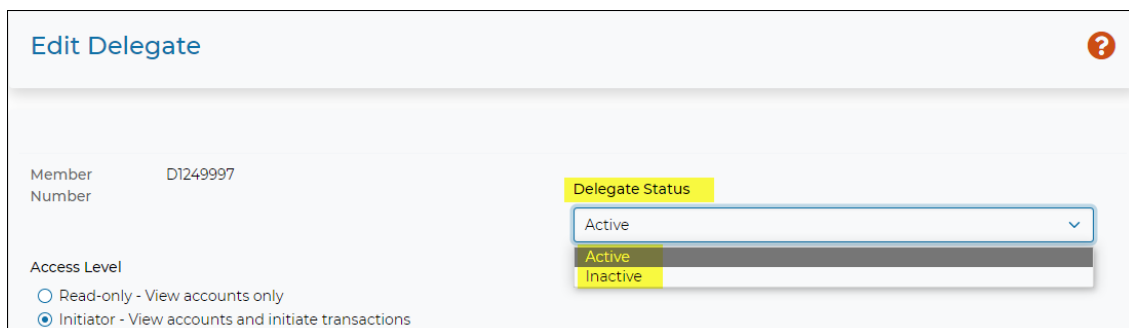 Edit Delegate
?
Member Number D1249997
Delegate Status
Active
Active
Inactive
Access Level
Read-only - View accounts only
Initiator - View accounts and initiate transactions